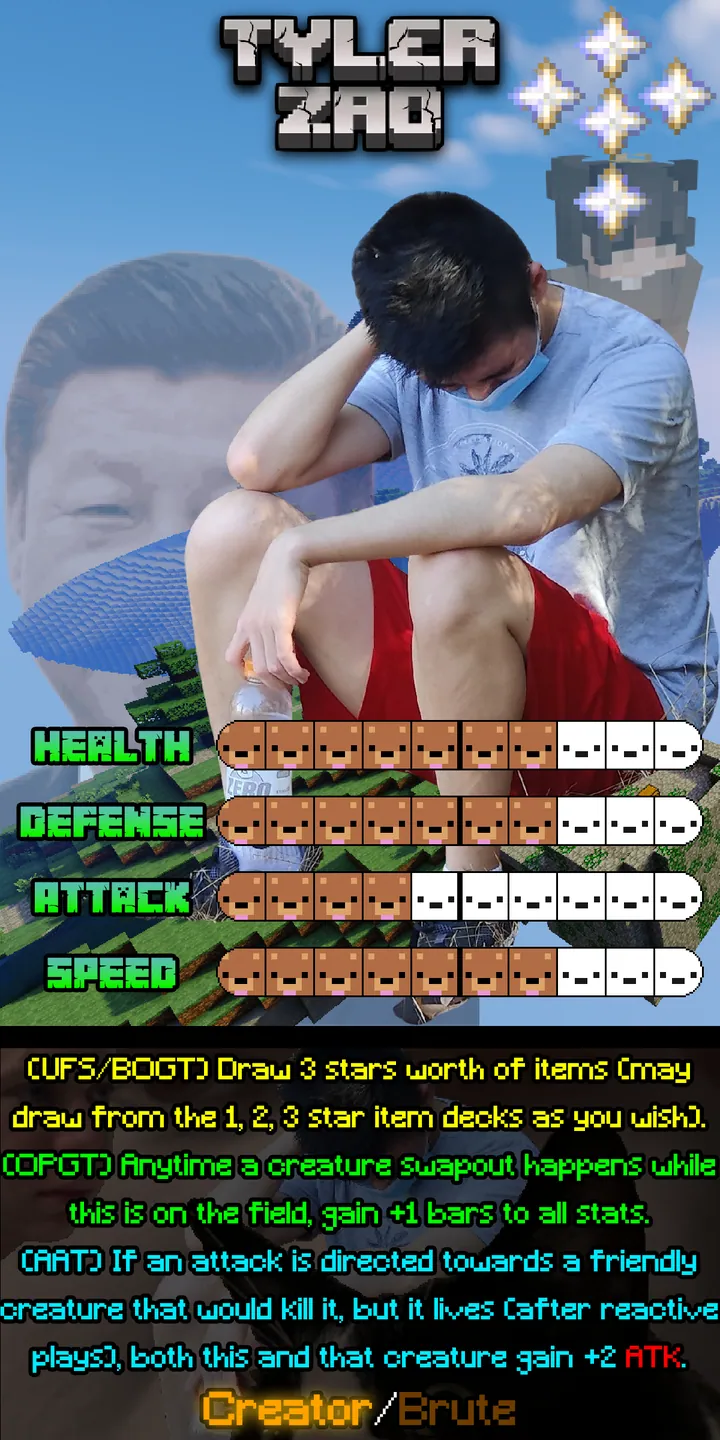 TYLER
ZAO
ZERO
HEALTH
DEFENSE
ATTACK
SPEED
(UFS/BOGT) Draw 3 stars worth of items (may
draw from the 1, 2, 3 star item decks as you wish).
(OPGT) Anytime a creature swapout happens while
this is on the field, gain +1 bars to all stats.
(AAT) If an attack is directed towards a friendly
creature that would kill it, but it lives (after reactive
plays), both this and that creature gain +2 ATK.
Creator/Brute